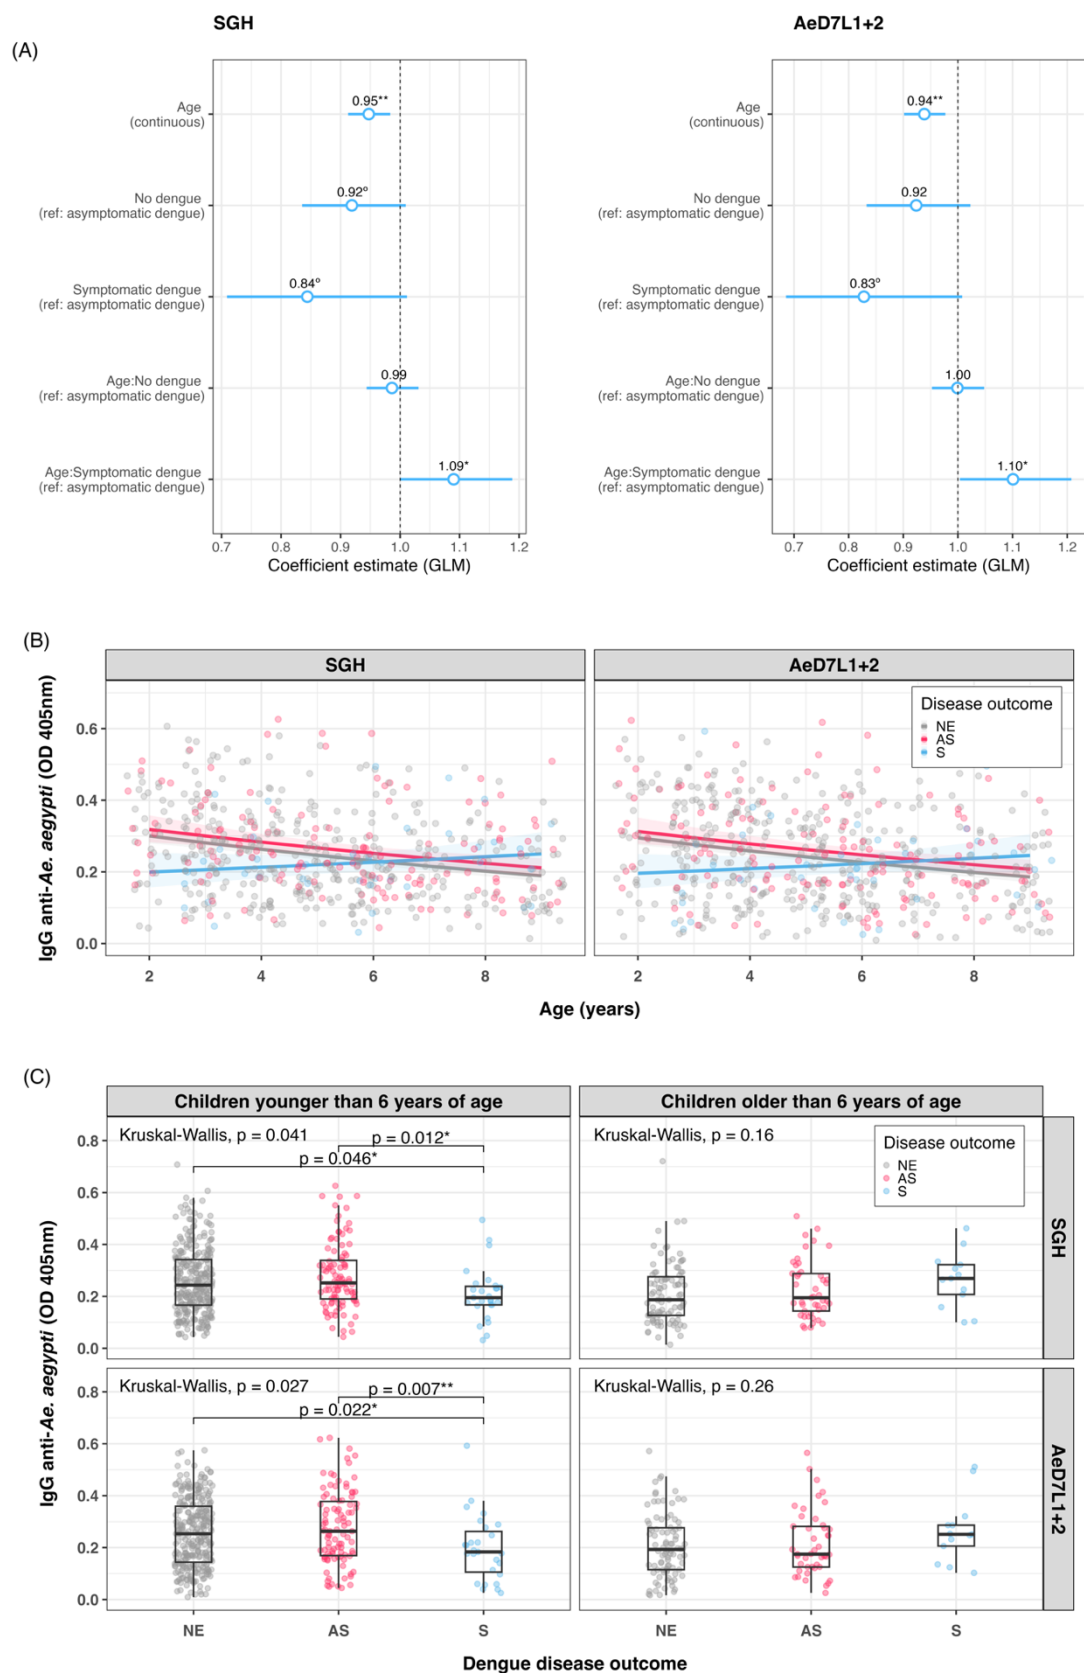 SGH
AeD7L1+2
(A)
Age
(continuous)
0.95**
No dengue
(ref: asymptomatic dengue)
0.92°
Symptomatic dengue
(ref: asymptomatic dengue)
0.84°
Age:No dengue
(ref: asymptomatic dengue)
0.99
Age:Symptomatic dengue
(ref: asymptomatic dengue)
1.09*
0.7 0.8 0.9 1.0 1.1 1.2
Coefficient estimate (GLM)
Age
(continuous)
0.94**
No dengue
(ref: asymptomatic dengue)
0.92
Symptomatic dengue
(ref: asymptomatic dengue)
0.83°
Age:No dengue
(ref: asymptomatic dengue)
1.00
Age:Symptomatic dengue
(ref: asymptomatic dengue)
1.10*
0.7 0.8 0.9 1.0 1.1 1.2
Coefficient estimate (GLM)
(B)
SGH
AeD7L1+2
IgG anti-Ae. aegypti (OD 405nm)
0.6
0.4
0.2
0.0
Disease outcome
NE
AS
S
2 4 6 8
2 4 6 8
Age (years)
(C)
Children younger than 6 years of age
Children older than 6 years of age
IgG anti-Ae. aegypti (OD 405nm)
0.8
0.6
0.4
0.2
0.0
Kruskal-Wallis, p = 0.041
p = 0.012*
p = 0.046*
Kruskal-Wallis, p = 0.16
Disease outcome
NE
AS
S
SGH
0.8
0.6
0.4
0.2
0.0
Kruskal-Wallis, p = 0.027
p = 0.007**
p = 0.022*
Kruskal-Wallis, p = 0.26
AeD7L1+2
NE AS S
NE AS S
Dengue disease outcome